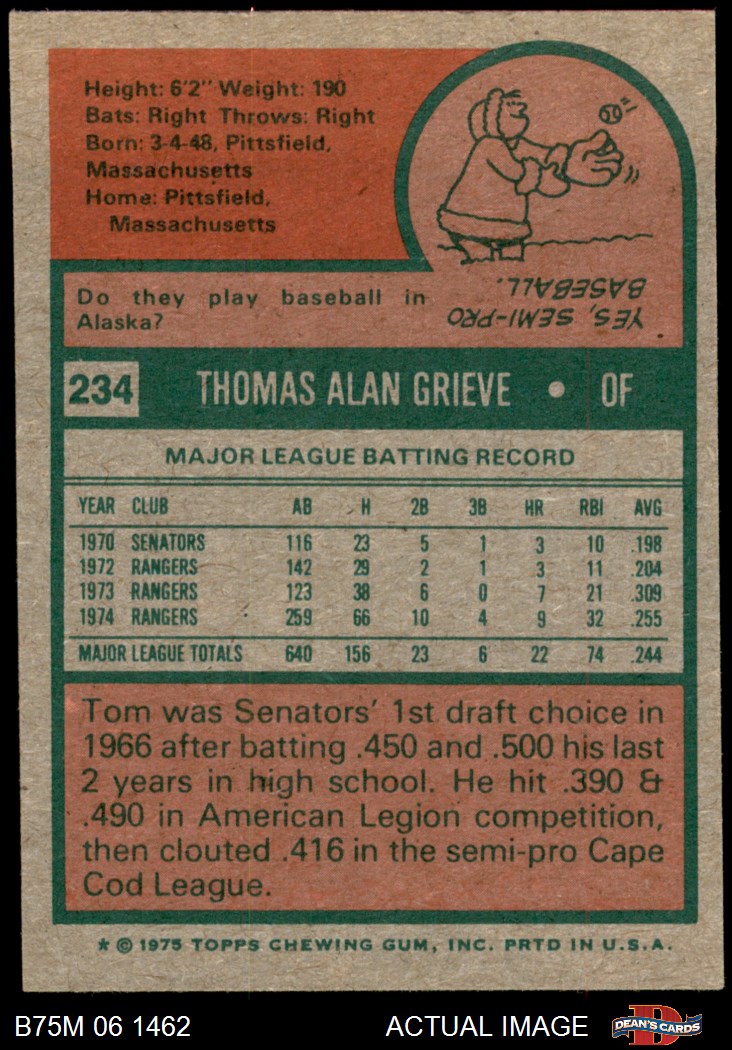 Height: 6'2" Weight: 190
Bats: Right Throws: Right
Born: 3-4-48, Pittsfield,
Massachusetts
Home: Pittsfield,
Massachusetts
Do they play baseball in
Alaska?
YES, SEMI-PRO
BASEBALL.
234 THOMAS ALAN GRIEVE • OF
MAJOR LEAGUE BATTING RECORD
YEAR CLUB AB H 2B 3B HR RBI AVG
1970 SENATORS 116 23 5 1 3 10 .198
1972 RANGERS 142 29 2 1 3 11 .204
1973 RANGERS 123 38 6 0 7 21 .309
1974 RANGERS 259 66 10 4 9 32 .255
MAJOR LEAGUE TOTALS 640 156 23 6 22 74 .244
Tom was Senators' 1st draft choice in
1966 after batting .450 and .500 his last
2 years in high school. He hit .390 &
.490 in American Legion competition,
then clouted .416 in the semi-pro Cape
Cod League.
* © 1975 TOPPS CHEWING GUM, INC. PRTD IN U.S.A.
B75M 06 1462 ACTUAL IMAGE D DEAN'S CARDS